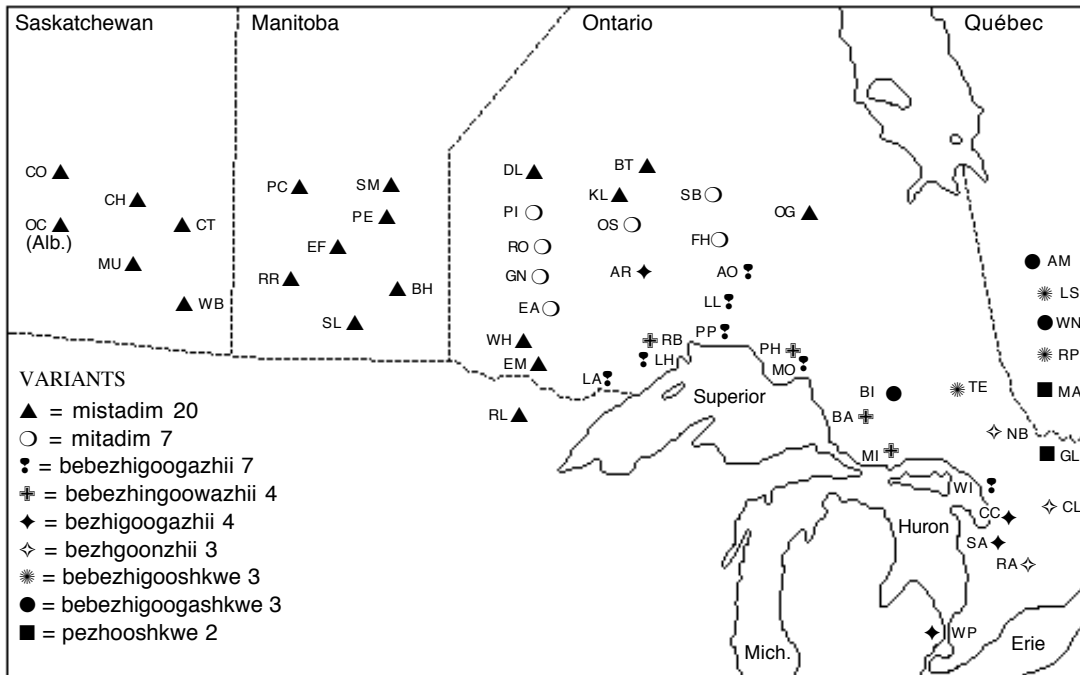 Saskatchewan
Manitoba
Ontario
Québec
CO
CH
OC
(Alb.)
CT
MU
WB
PC
SM
PE
EF
RR
BH
SL
DL
BT
KL
SB
PI
OS
OG
RO
FH
GN
AR
AO
AM
EA
LL
LS
WH
RB
PP
WN
EM
LH
PH
MO
RP
LA
RL
BI
TE
MA
BA
NB
MI
GL
WI
CC
CL
SA
RA
WP
Superior
Huron
Mich.
Erie
VARIANTS
▲ = mistadim 20
❍ = mitadim 7
❢ = bebezhigoogazhii 7
✙ = bebezhingoowazhii 4
✦ = bezhigoogazhii 4
✧ = bezhgoonzhii 3
✺ = bebezhigooshkwe 3
● = bebezhigoogashkwe 3
■ = pezhooshkwe 2